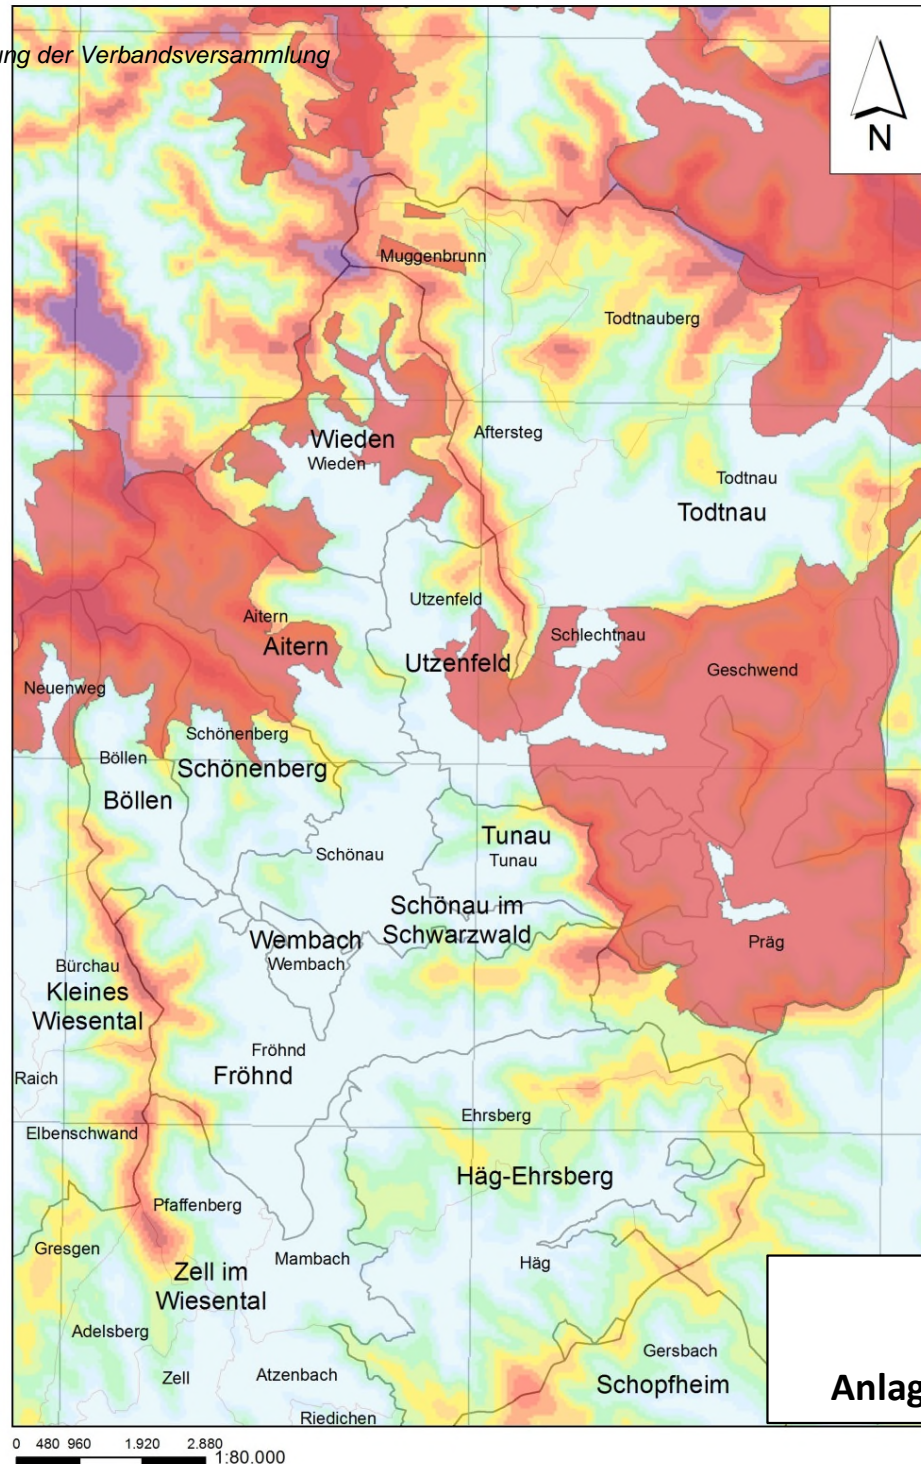 ng der Verbandsversammlung
N
Muggenbrunn
Todtnauberg
Aftersteg
Wieden
Wieden
Todtnau
Todtnau
Utzenfeld
Aitern
Aitern
Schlechtnau
Utzenfeld
Geschwend
Neuenweg
Schönenberg
Böllen
Schönenberg
Böllen
Tunau
Schönau
Tunau
Schönau im
Schwarzwald
Wembach
Präg
Wembach
Bürchau
Kleines
Wiesental
Fröhnd
Fröhnd
Raich
Ehrsberg
Elbenschwand
Häg-Ehrsberg
Pfaffenberg
Gresgen
Mambach
Häg
Zell im
Wiesental
Adelsberg
Gersbach
Zell
Atzenbach
Schopfheim
Anlag
Riedichen
0 480 960 1.920 2.880
1:80.000